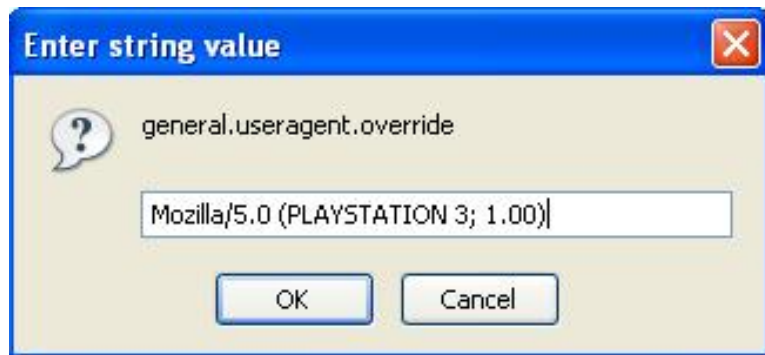 Enter string value
general.useragent.override
Mozilla/5.0 (PLAYSTATION 3; 1.00)
OK Cancel